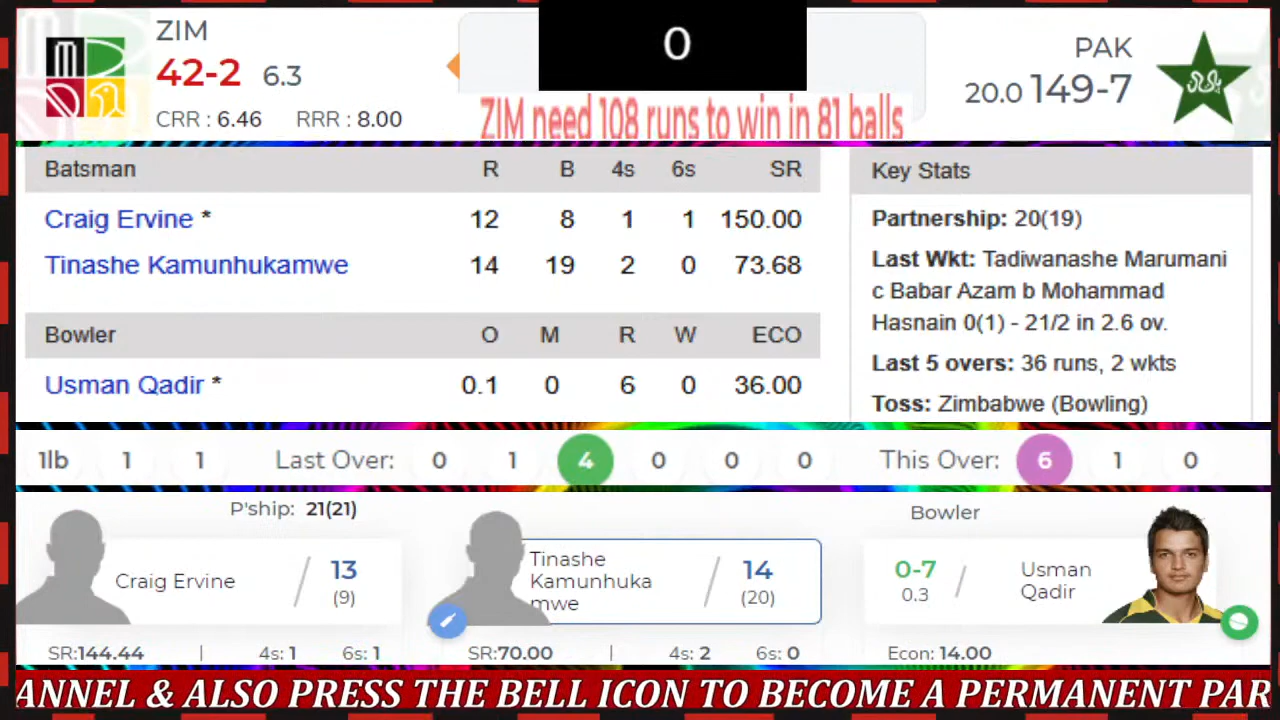 ZIM
42-2 6.3
CRR : 6.46 RRR : 8.00
0
ZIM need 108 runs to win in 81 balls
PAK
20.0 149-7
Batsman R B 4s 6s SR
Craig Ervine * 12 8 1 1 150.00
Tinashe Kamunhukamwe 14 19 2 0 73.68
Bowler O M R W ECO
Usman Qadir * 0.1 0 6 0 36.00
Key Stats
Partnership: 20(19)
Last Wkt: Tadiwanashe Marumani
c Babar Azam b Mohammad
Hasnain 0(1) - 21/2 in 2.6 ov.
Last 5 overs: 36 runs, 2 wkts
Toss: Zimbabwe (Bowling)
1lb 1 1 Last Over: 0 1 4 0 0 0 This Over: 6 1 0
P'ship: 21(21)
Craig Ervine / 13
(9)
SR:144.44 | 4s: 1 6s: 1
Tinashe
Kamunhuka
mwe / 14
(20)
SR:70.00 | 4s: 2 6s: 0
Bowler
0-7 / Usman
0.3 Qadir
Econ: 14.00
ANNEL & ALSO PRESS THE BELL ICON TO BECOME A PERMANENT PAR